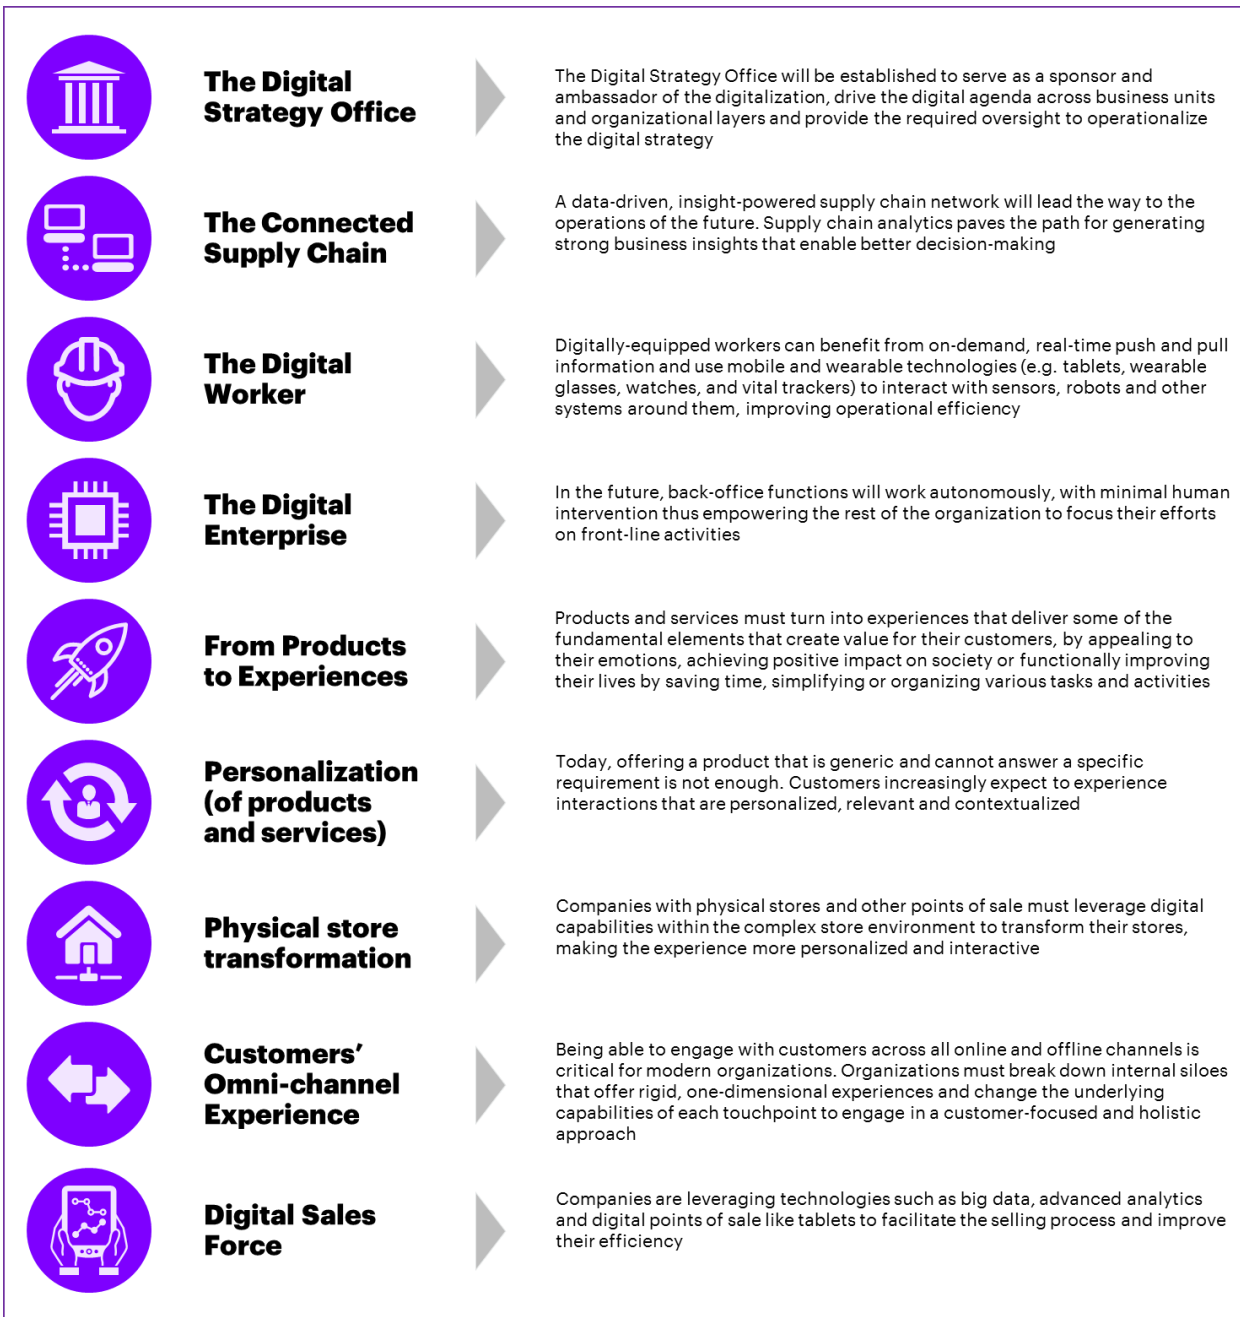 The Digital
Strategy Office
The Digital Strategy Office will be established to serve as a sponsor and
ambassador of the digitalization, drive the digital agenda across business units
and organizational layers and provide the required oversight to operationalize
the digital strategy
The Connected
Supply Chain
A data-driven, insight-powered supply chain network will lead the way to the
operations of the future. Supply chain analytics paves the path for generating
strong business insights that enable better decision-making
The Digital
Worker
Digitally-equipped workers can benefit from on-demand, real-time push and pull
information and use mobile and wearable technologies (e.g. tablets, wearable
glasses, watches, and vital trackers) to interact with sensors, robots and other
systems around them, improving operational efficiency
The Digital
Enterprise
In the future, back-office functions will work autonomously, with minimal human
intervention thus empowering the rest of the organization to focus their efforts
on front-line activities
From Products
to Experiences
Products and services must turn into experiences that deliver some of the
fundamental elements that create value for their customers, by appealing to
their emotions, achieving positive impact on society or functionally improving
their lives by saving time, simplifying or organizing various tasks and activities
Personalization
(of products
and services)
Today, offering a product that is generic and cannot answer a specific
requirement is not enough. Customers increasingly expect to experience
interactions that are personalized, relevant and contextualized
Physical store
transformation
Companies with physical stores and other points of sale must leverage digital
capabilities within the complex store environment to transform their stores,
making the experience more personalized and interactive
Customers’
Omni-channel
Experience
Being able to engage with customers across all online and offline channels is
critical for modern organizations. Organizations must break down internal siloes
that offer rigid, one-dimensional experiences and change the underlying
capabilities of each touchpoint to engage in a customer-focused and holistic
approach
Digital Sales
Force
Companies are leveraging technologies such as big data, advanced analytics
and digital points of sale like tablets to facilitate the selling process and improve
their efficiency